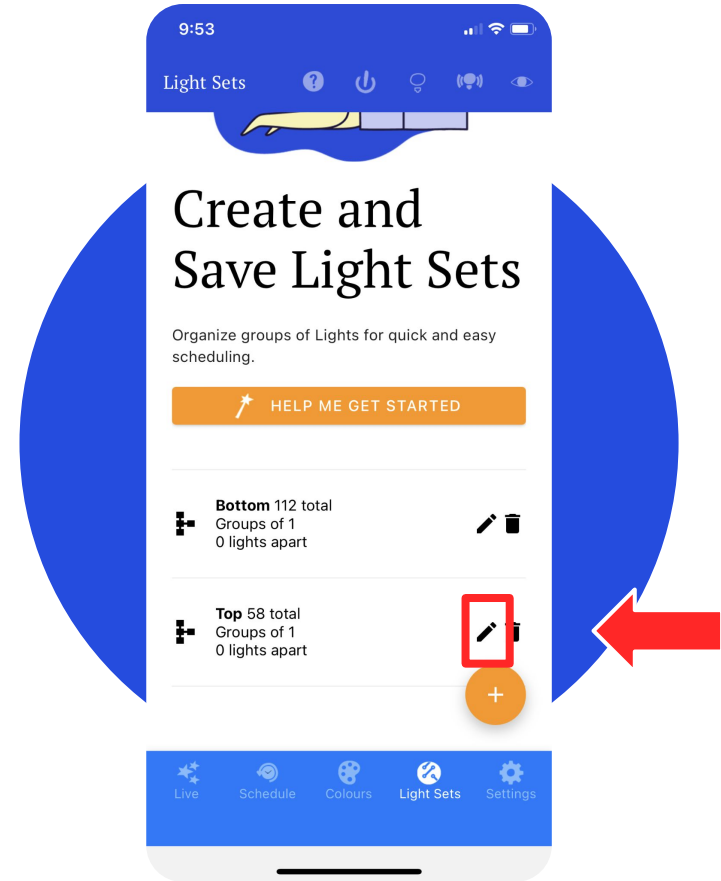 9:53
Light Sets
Create and
Save Light Sets
Organize groups of Lights for quick and easy
scheduling.
HELP ME GET STARTED
Bottom 112 total
Groups of 1
0 lights apart
Top 58 total
Groups of 1
0 lights apart
Live Schedule Colours Light Sets Settings